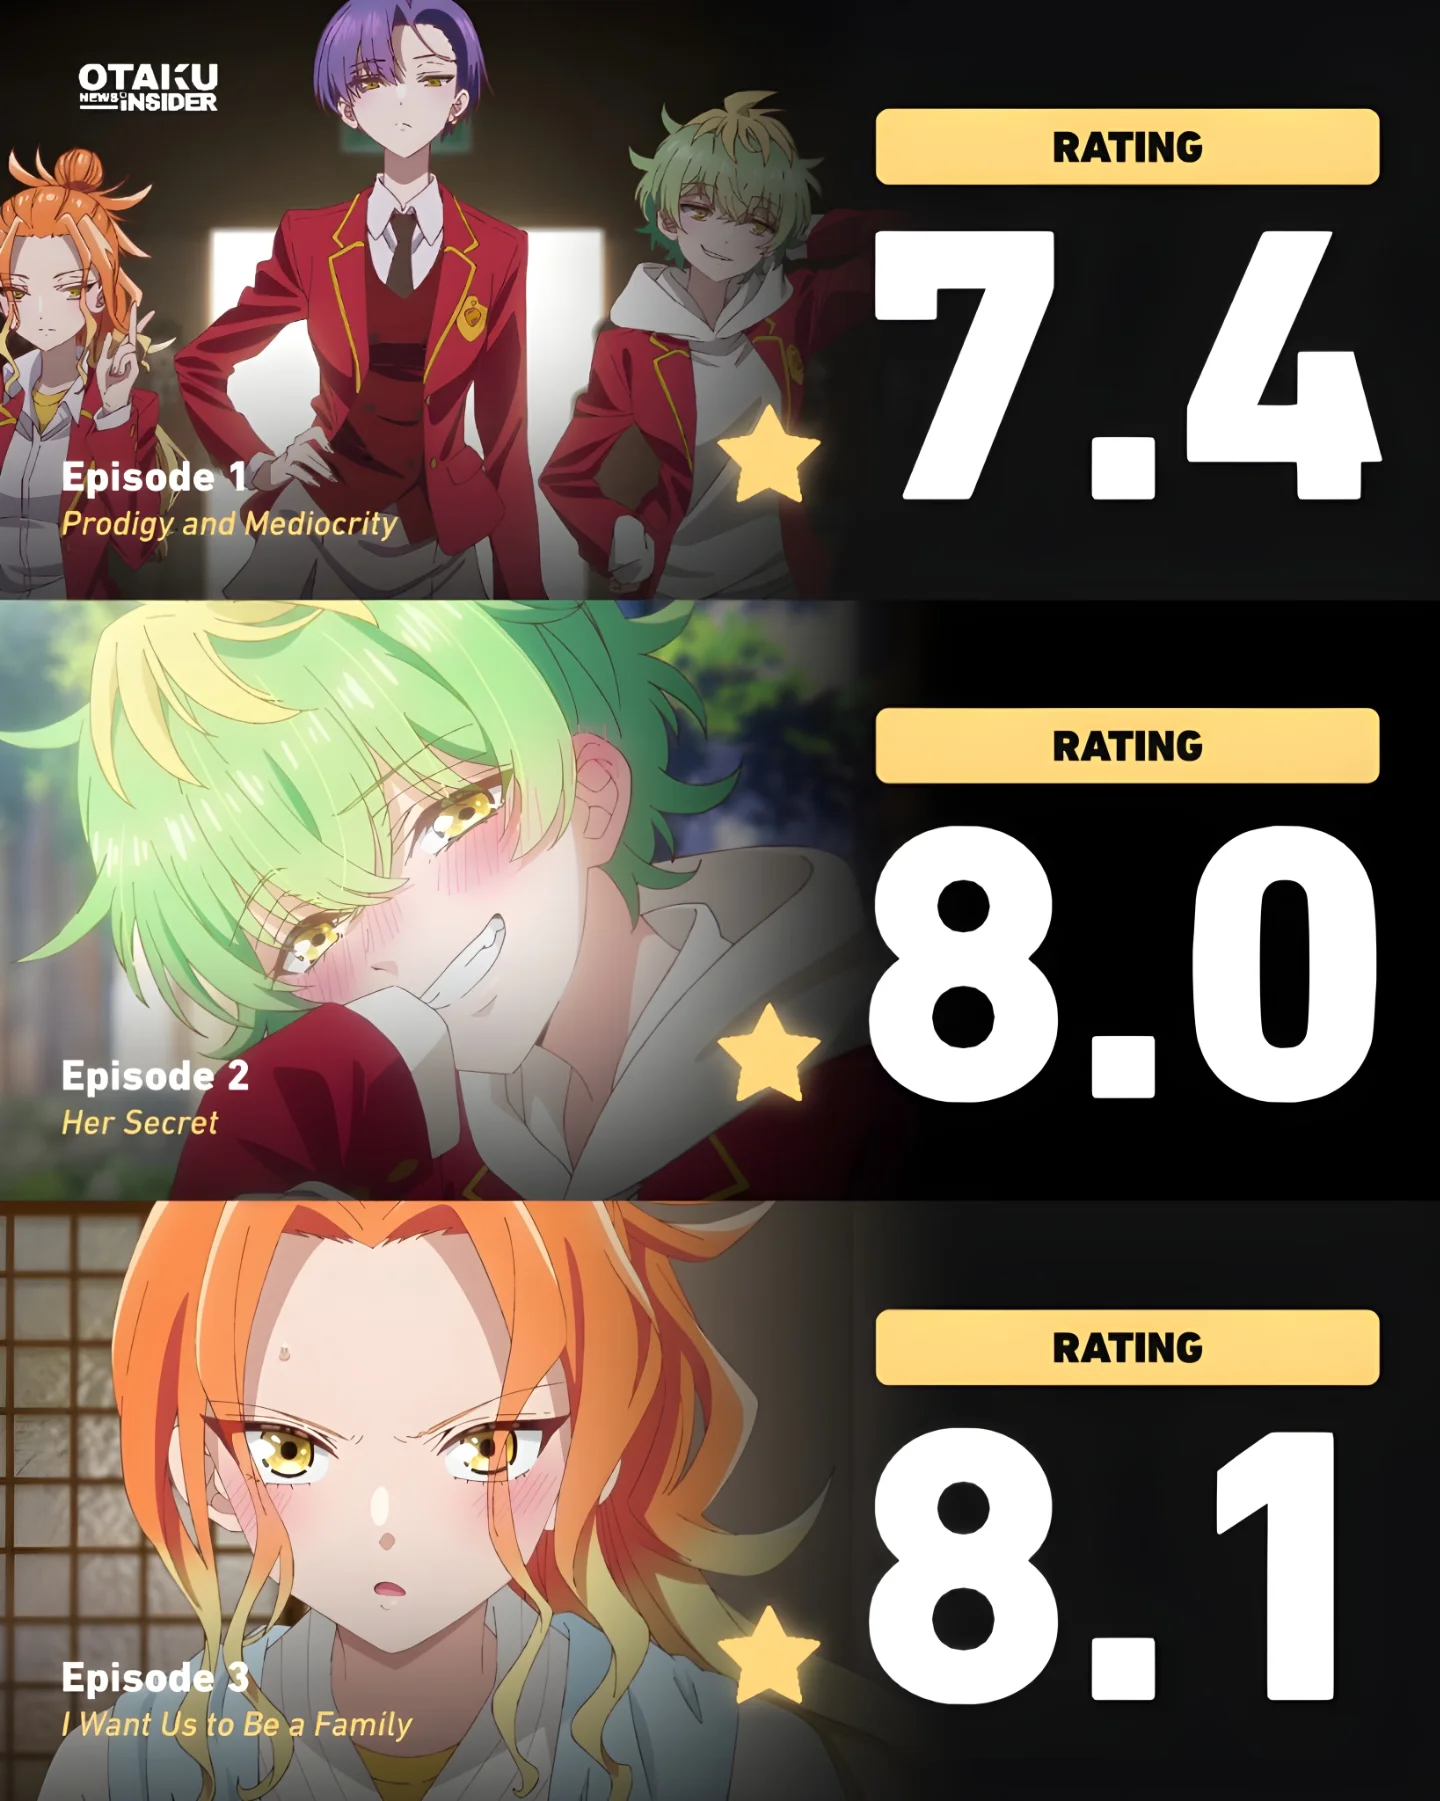 OTAKU
NEWS INSIDER
RATING
7.4
Episode 1
Prodigy and Mediocrity
RATING
8.0
Episode 2
Her Secret
RATING
8.1
Episode 3
I Want Us to Be a Family